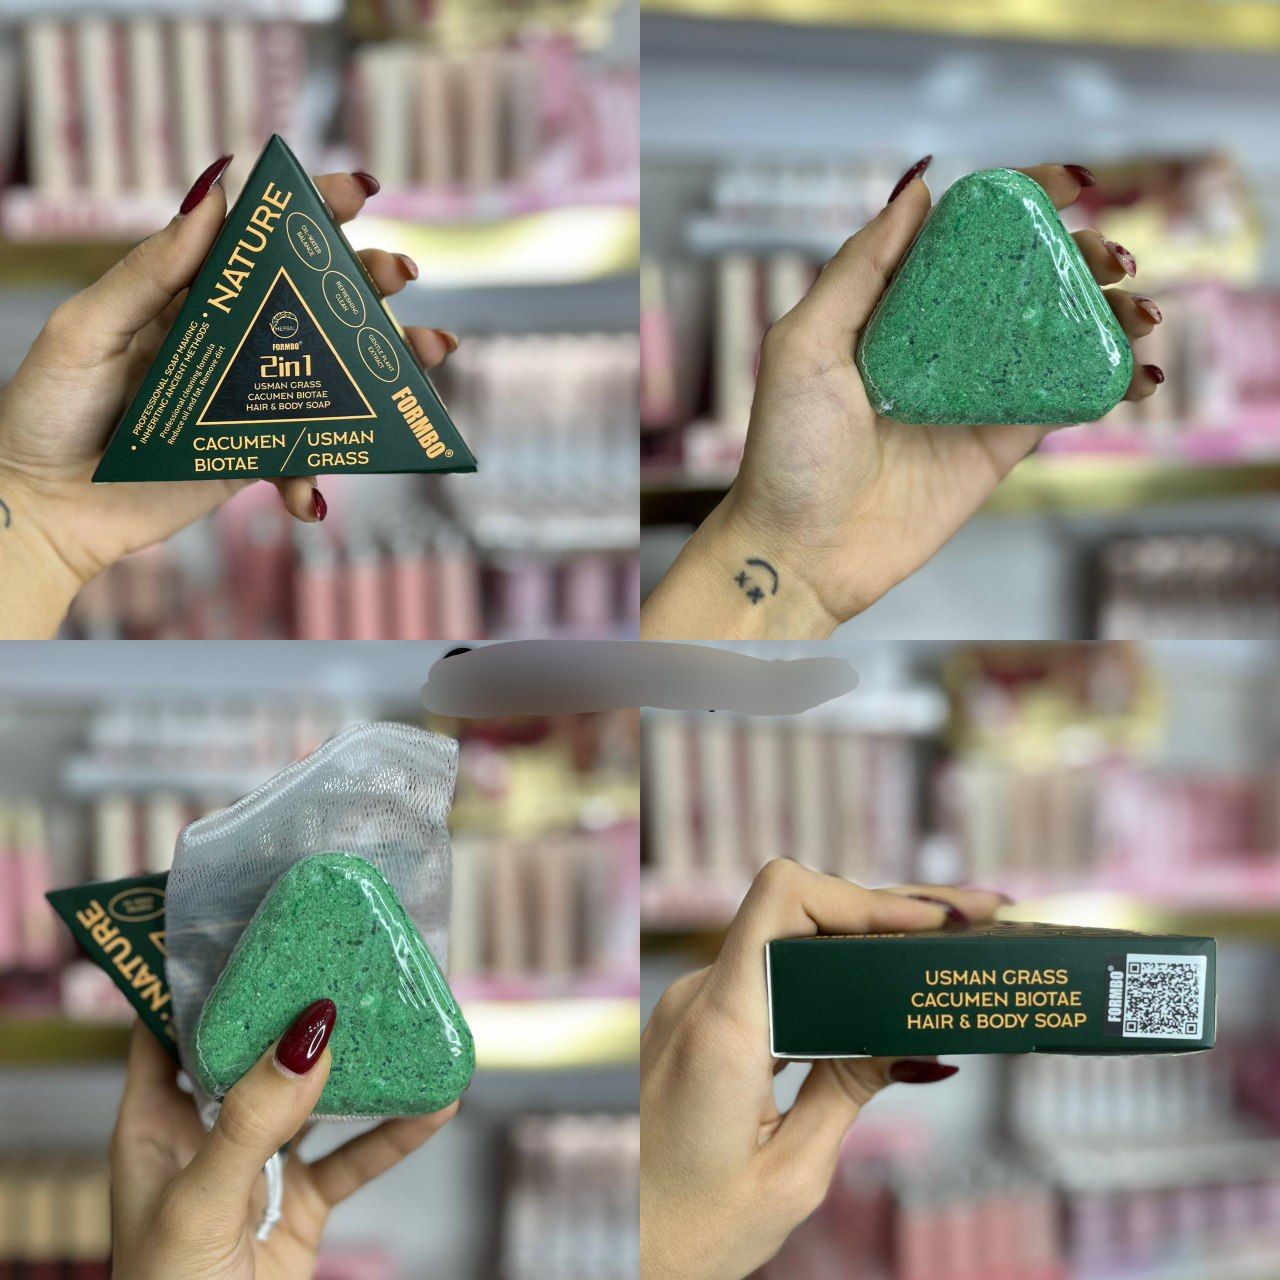 NATURE
OIL-WATER
BALANCE
REFRESHING
CLEAN
GENTLE PLANT
EXTRACT
• PROFESSIONAL SOAP MAKING
INHERITING ANCIENT METHODS •
Professional cleaning formula
Reduce oil and fat, Remove dirt
HERBAL
FORMBO®
2in1
USMAN GRASS
CACUMEN BIOTAE
HAIR & BODY SOAP
FORMBO®
CACUMEN / USMAN
BIOTAE / GRASS
NATURE
USMAN GRASS
CACUMEN BIOTAE
HAIR & BODY SOAP
FORMBO®